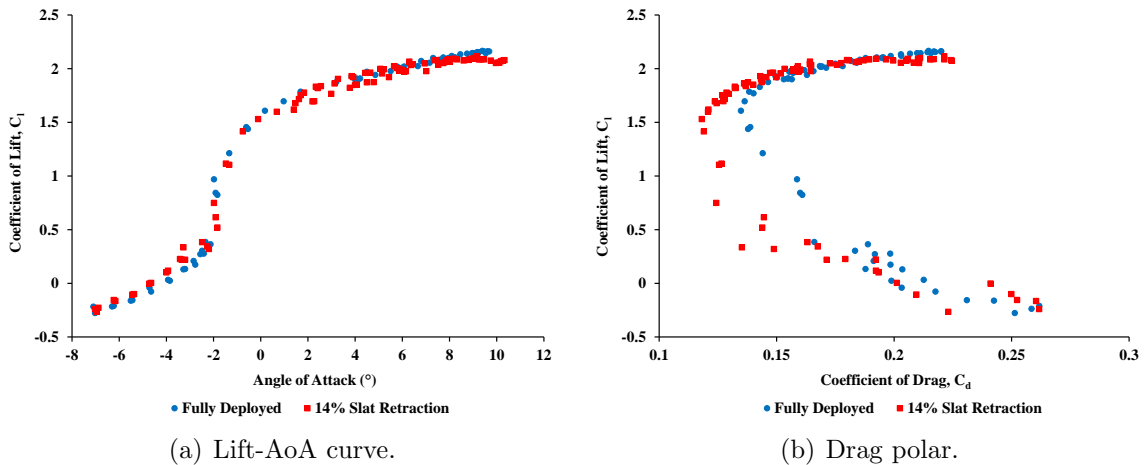 2.5
2
1.5
1
0.5
0
-0.5
Coefficient of Lift, Cl
-8 -6 -4 -2 0 2 4 6 8 10 12
Angle of Attack (°)
Fully Deployed 14% Slat Retraction
(a) Lift-AoA curve.
2.5
2
1.5
1
0.5
0
-0.5
Coefficient of Lift, Cl
0.1 0.15 0.2 0.25 0.3
Coefficient of Drag, Cd
Fully Deployed 14% Slat Retraction
(b) Drag polar.